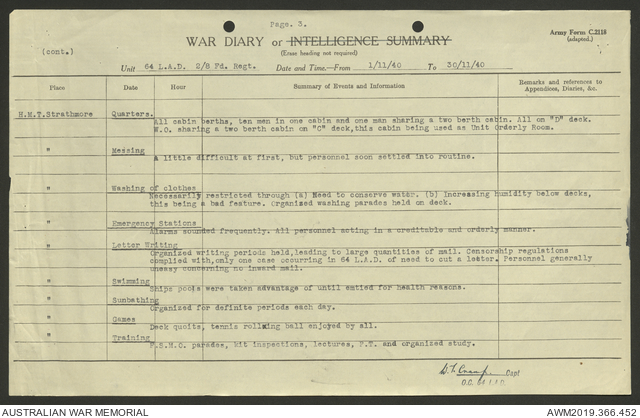 Page. 3.
(cont.)
WAR DIARY or INTELLIGENCE SUMMARY
(Erase heading not required)
Army Form C.2118
(adapted.)
Unit 64 L.A.D. 2/8 Fd. Regt. Date and Time.—From 1/11/40 To 30/11/40
Place Date Hour Summary of Events and Information Remarks and references to
Appendices, Diaries, &c.
H.M.T.Strathmore Quarters.
All cabin berths, ten men in one cabin and one man sharing a two berth cabin. All on "D" deck.
W.O. sharing a two berth cabin on "C" deck,this cabin being used as Unit Orderly Room.
" Messing
A little difficult at first, but personnel soon settled into routine.
" Washing of clothes
Necessarily restricted through (a) Need to conserve water. (b) Increasing humidity below decks,
this being a bad feature. Organized washing parades held on deck.
" Emergency Stations
Alarms sounded frequently. All personnel acting in a creditable and orderly manner.
" Letter Writing
Organized writing periods held,leading to large quantities of mail. Censorship regulations
complied with,only one case occurring in 64 L.A.D. of need to cut a letter. Personnel generally
uneasy concerning no inward mail.
" Swimming
Ships pools were taken advantage of until emtied for health reasons.
" Sunbathing
Organized for definite periods each day.
" Games
Deck quoits, tennis rolling ball enjoyed by all.
" Training
F.S.M.O. parades, kit inspections, lectures, P.T. and organized study.
Capt
O.C. 64 L.A.D.
AUSTRALIAN WAR MEMORIAL
AWM2019.366.452